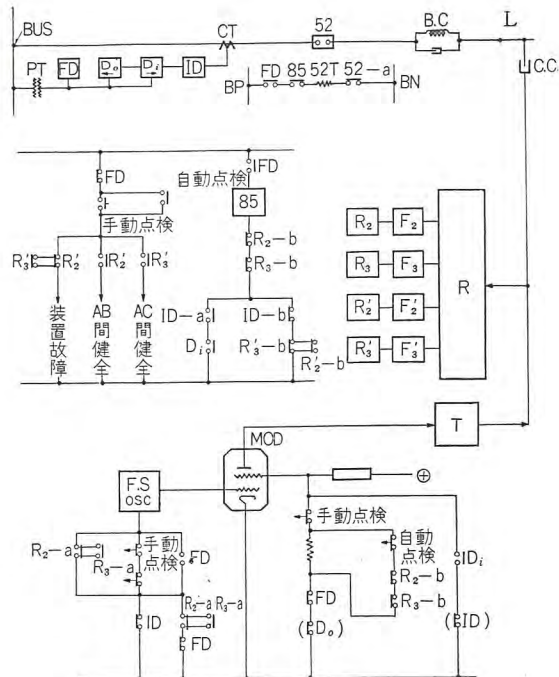 BUS
CT
52
B.C
L
PT
FD
Do
Di
ID
C.C.
FD 85 52T 52-a
BP
BN
FD
自動点検
FD
手動点検
85
R₂-b
R₃-b
R₃′
R₂′
R₂′
R₃′
装置故障
AB間健全
AC間健全
ID-a
ID-b
Di
R₃′-b
R₂′-b
R₂
F₂
R₃
F₃
R₂′
F₂′
R₃′
F₃′
R
T
MOD
F.S
OSC
⊕
手動点検
R₂-a
手動点検
R₃-a
FD
自動点検
R₂-b
R₃-b
IDi
R₂-a R₃-a
ID
FD
FD
(Do)
(ID)